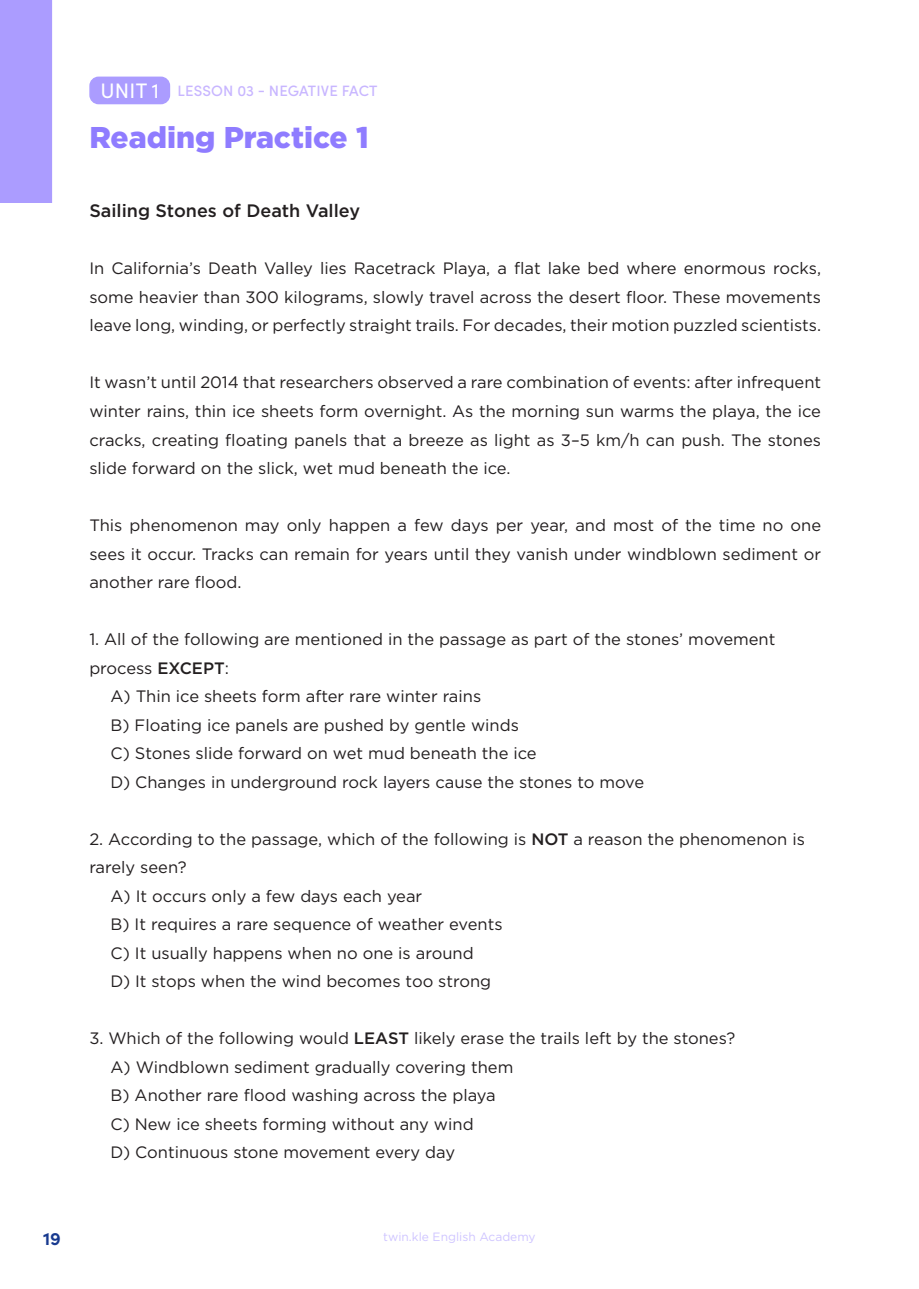 UNIT 1 LESSON 03 – NEGATIVE FACT
Reading Practice 1
Sailing Stones of Death Valley
In California's Death Valley lies Racetrack Playa, a flat lake bed where enormous rocks,
some heavier than 300 kilograms, slowly travel across the desert floor. These movements
leave long, winding, or perfectly straight trails. For decades, their motion puzzled scientists.
It wasn't until 2014 that researchers observed a rare combination of events: after infrequent
winter rains, thin ice sheets form overnight. As the morning sun warms the playa, the ice
cracks, creating floating panels that a breeze as light as 3–5 km/h can push. The stones
slide forward on the slick, wet mud beneath the ice.
This phenomenon may only happen a few days per year, and most of the time no one
sees it occur. Tracks can remain for years until they vanish under windblown sediment or
another rare flood.
1. All of the following are mentioned in the passage as part of the stones' movement
process EXCEPT:
A) Thin ice sheets form after rare winter rains
B) Floating ice panels are pushed by gentle winds
C) Stones slide forward on wet mud beneath the ice
D) Changes in underground rock layers cause the stones to move
2. According to the passage, which of the following is NOT a reason the phenomenon is
rarely seen?
A) It occurs only a few days each year
B) It requires a rare sequence of weather events
C) It usually happens when no one is around
D) It stops when the wind becomes too strong
3. Which of the following would LEAST likely erase the trails left by the stones?
A) Windblown sediment gradually covering them
B) Another rare flood washing across the playa
C) New ice sheets forming without any wind
D) Continuous stone movement every day
19
twin.kle English Academy